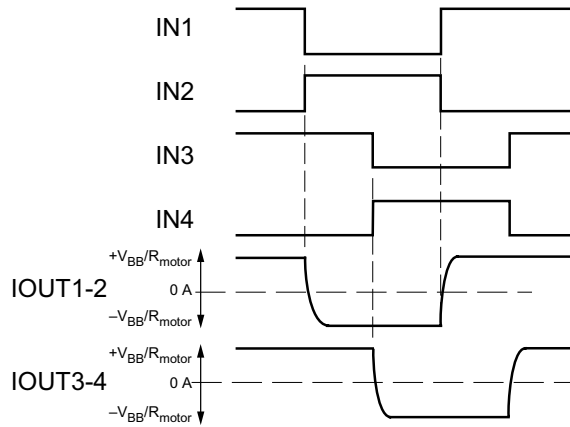 IN1
IN2
IN3
IN4
+VBB/Rmotor
IOUT1-2
0 A
–VBB/Rmotor
+VBB/Rmotor
IOUT3-4
0 A
–VBB/Rmotor